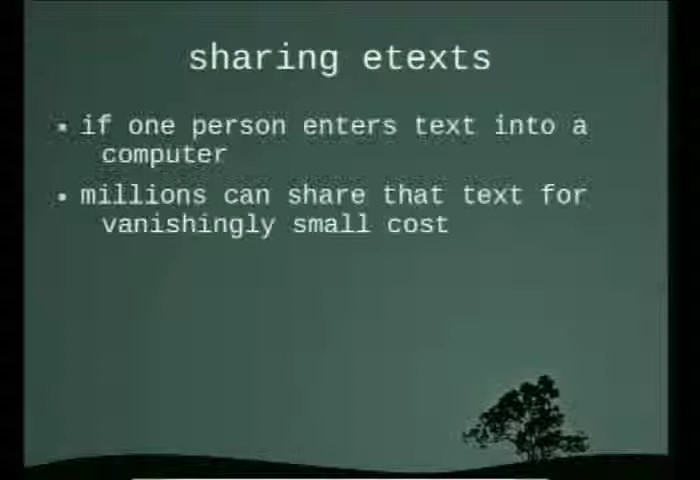 sharing etexts
▪ if one person enters text into a
computer
▪ millions can share that text for
vanishingly small cost